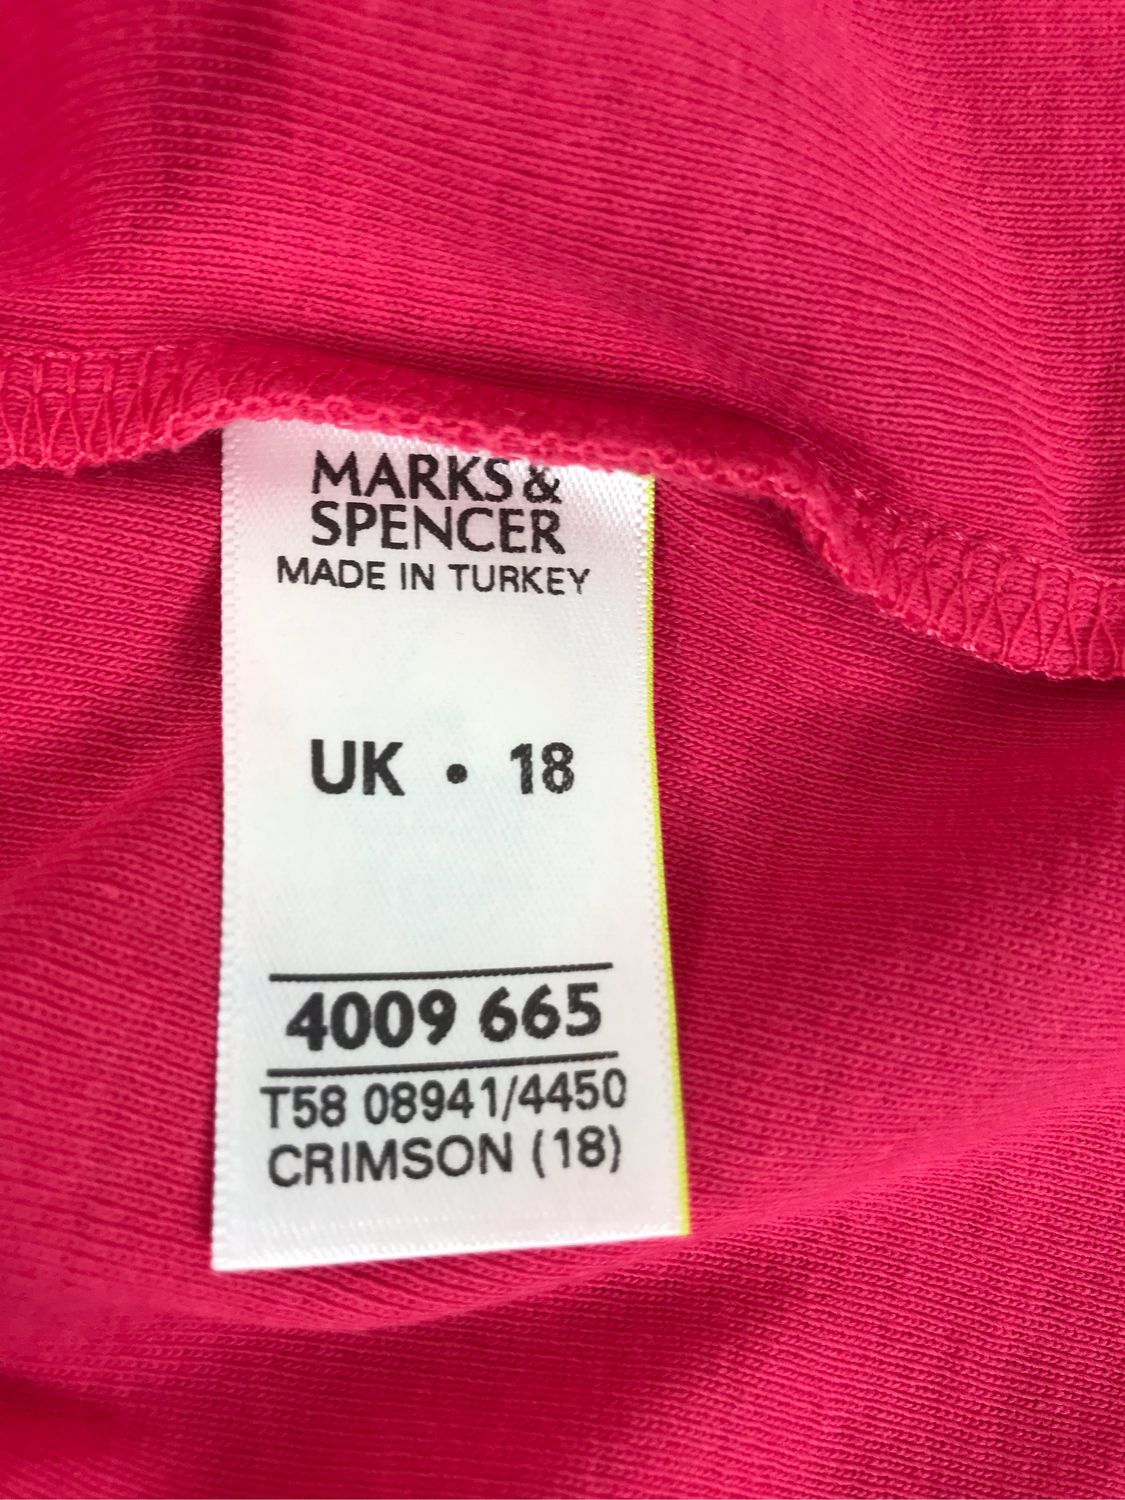 MARKS &
SPENCER
MADE IN TURKEY
UK • 18
4009 665
T58 08941/4450
CRIMSON (18)